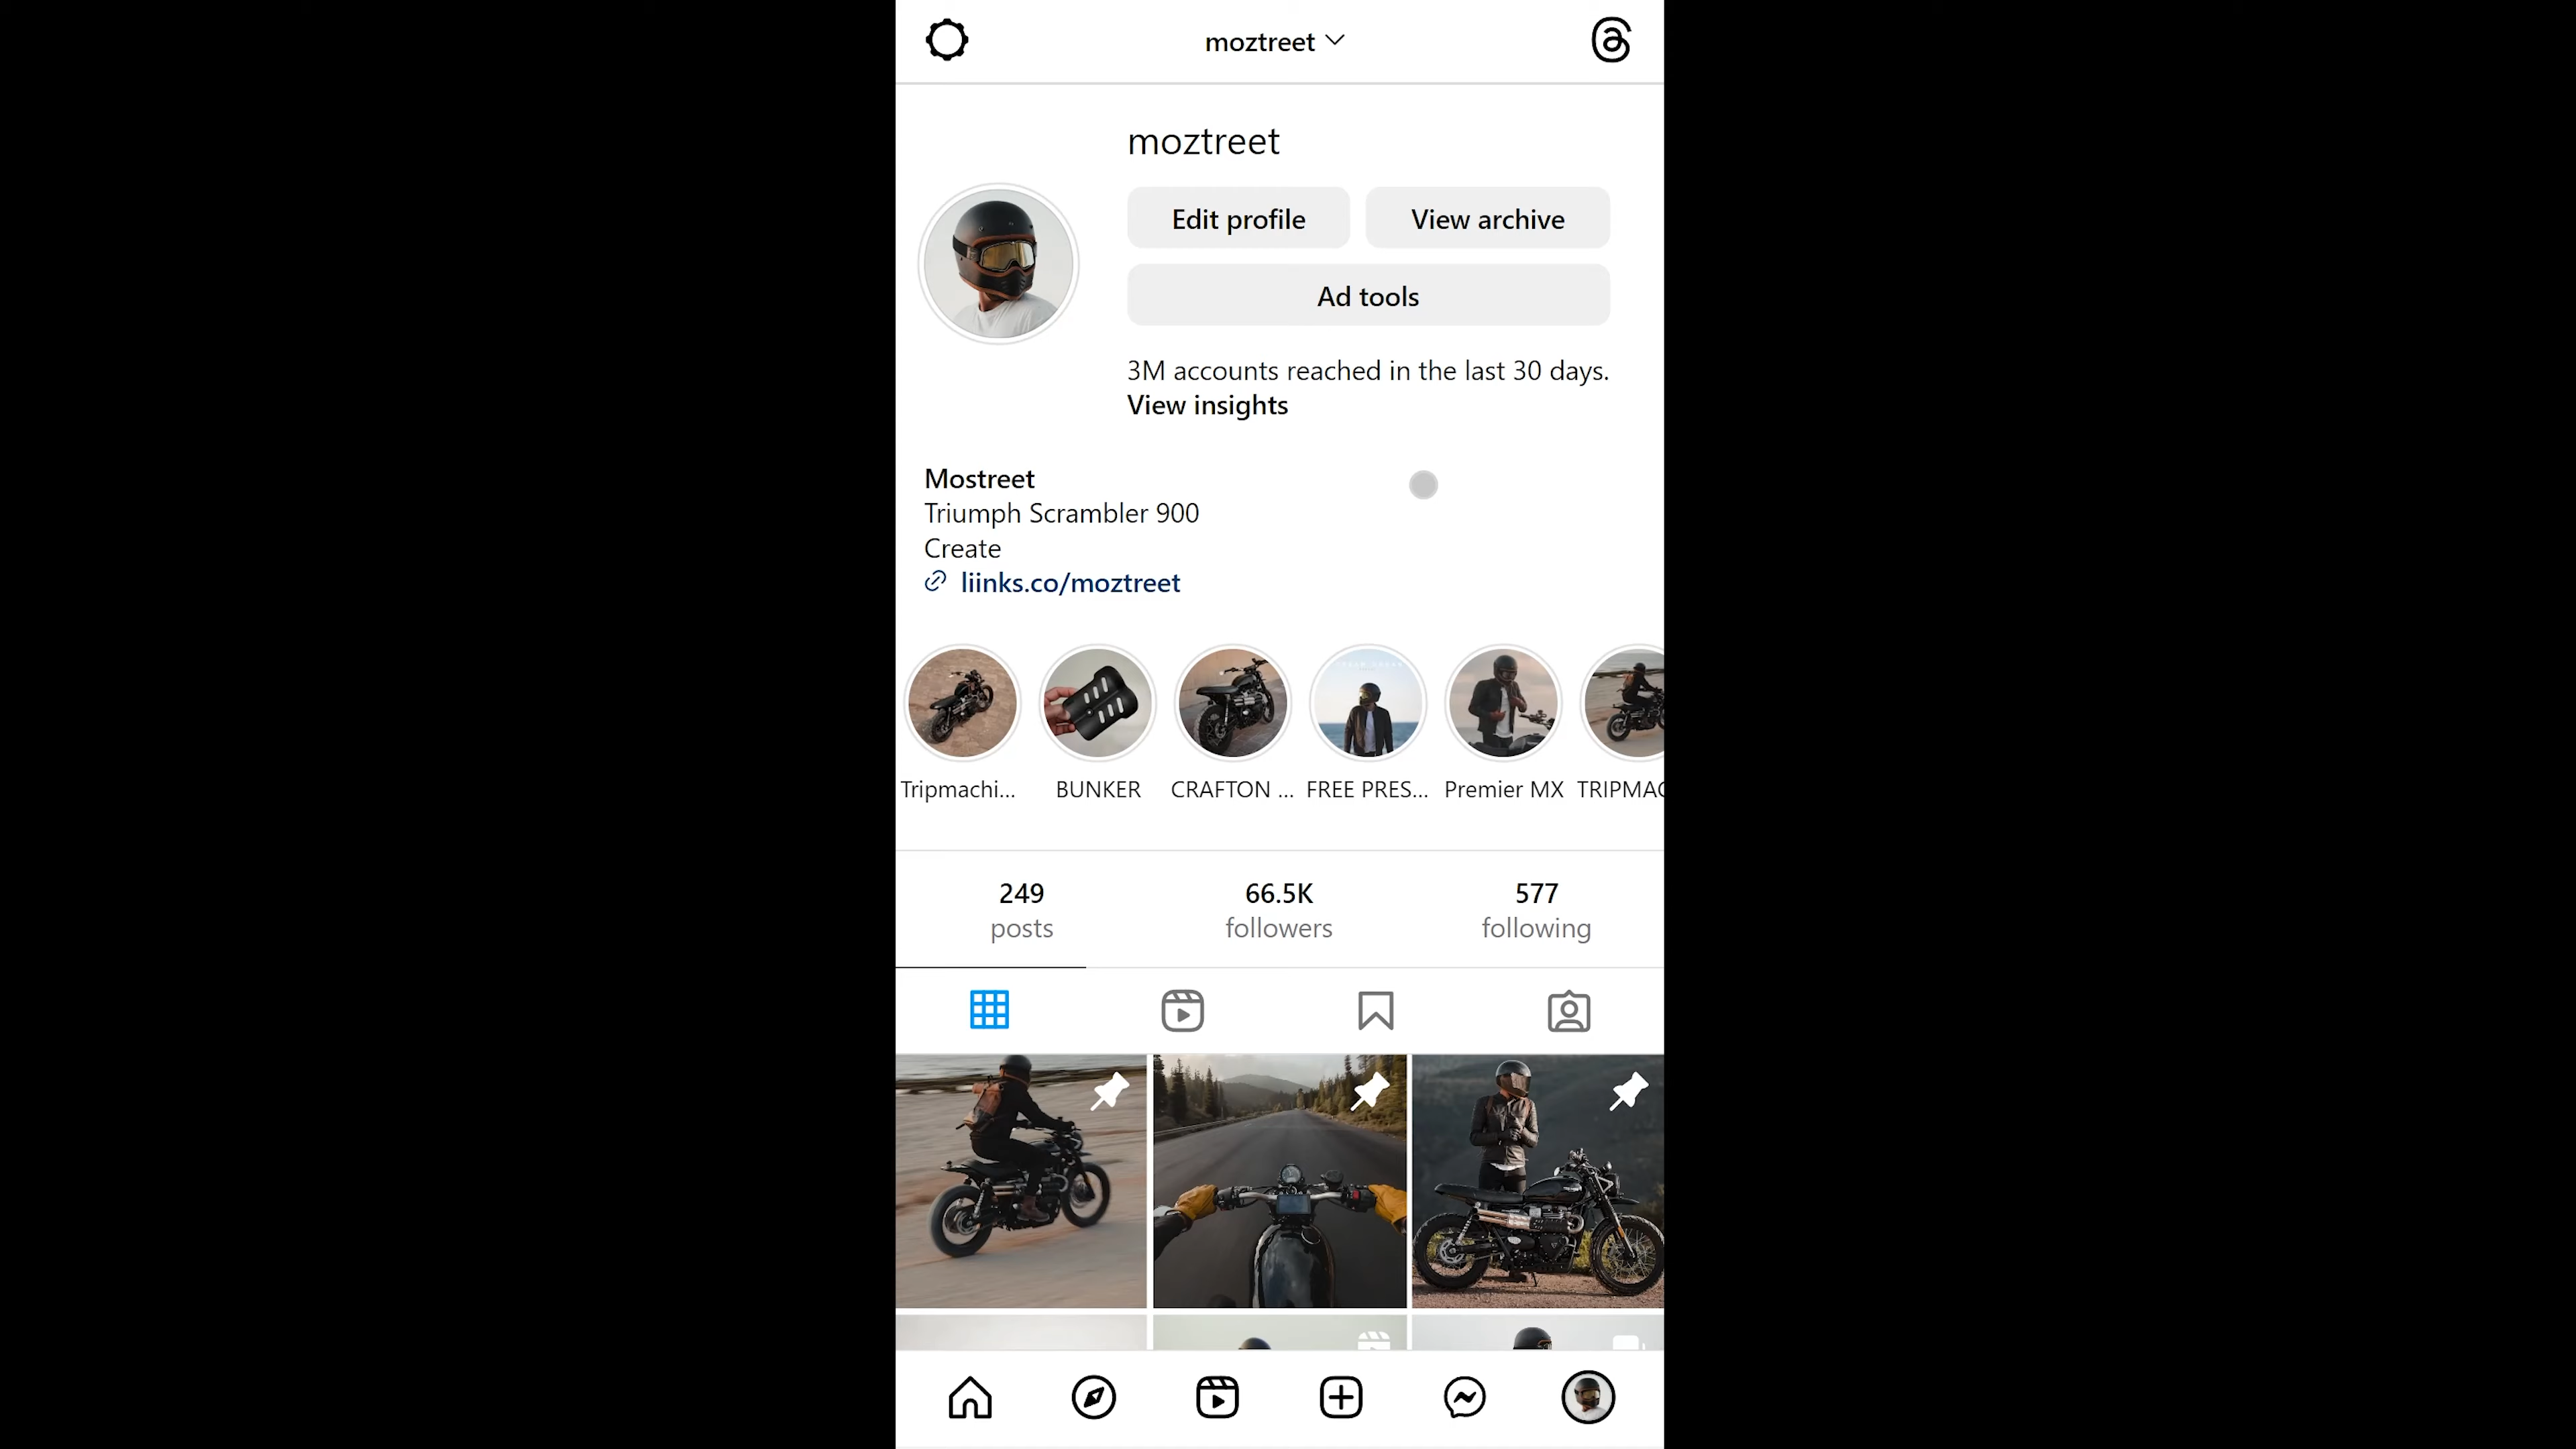 moztreet
moztreet
Edit profile
View archive
Ad tools
3M accounts reached in the last 30 days.
View insights
Mostreet
Triumph Scrambler 900
Create
liinks.co/moztreet
Tripmachi...
BUNKER
CRAFTON ...
FREE PRES...
Premier MX
TRIPMAC
249
posts
66.5K
followers
577
following